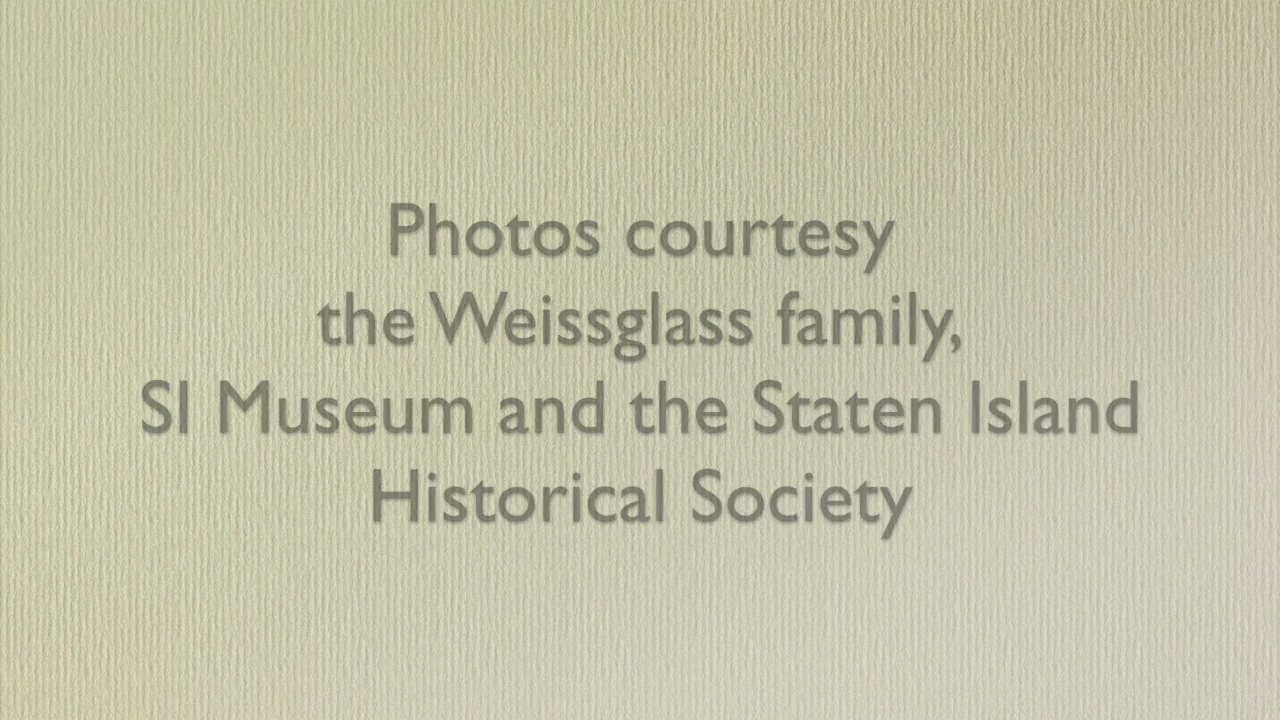 Photos courtesy
the Weissglass family,
SI Museum and the Staten Island
Historical Society